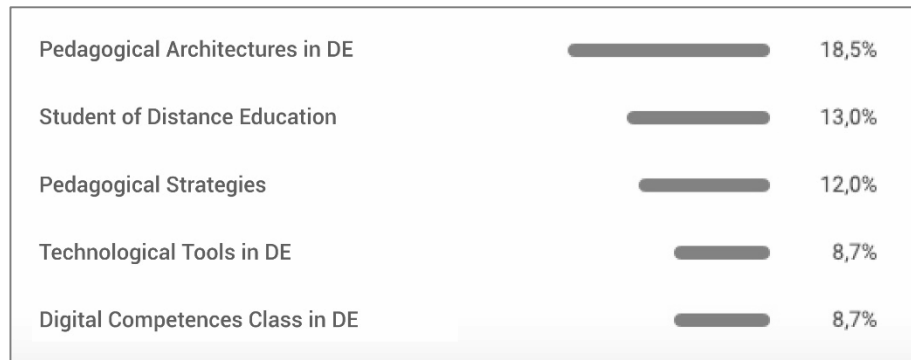 Pedagogical Architectures in DE 18,5%
Student of Distance Education 13,0%
Pedagogical Strategies 12,0%
Technological Tools in DE 8,7%
Digital Competences Class in DE 8,7%